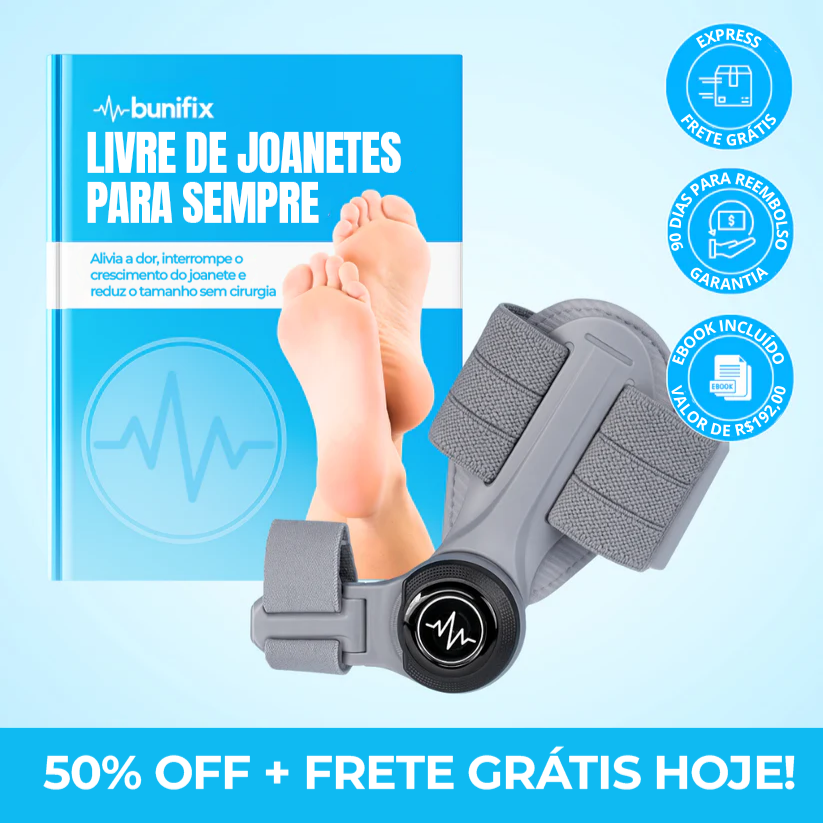 bunifix
LIVRE DE JOANETES
PARA SEMPRE
Alivia a dor, interrompe o
crescimento do joanete e
reduz o tamanho sem cirurgia
EXPRESS
FRETE GRÁTIS
90 DIAS PARA REEMBOLSO
$
GARANTIA
EBOOK INCLUÍDO
EBOOK
VALOR DE R$192,00
50% OFF + FRETE GRÁTIS HOJE!